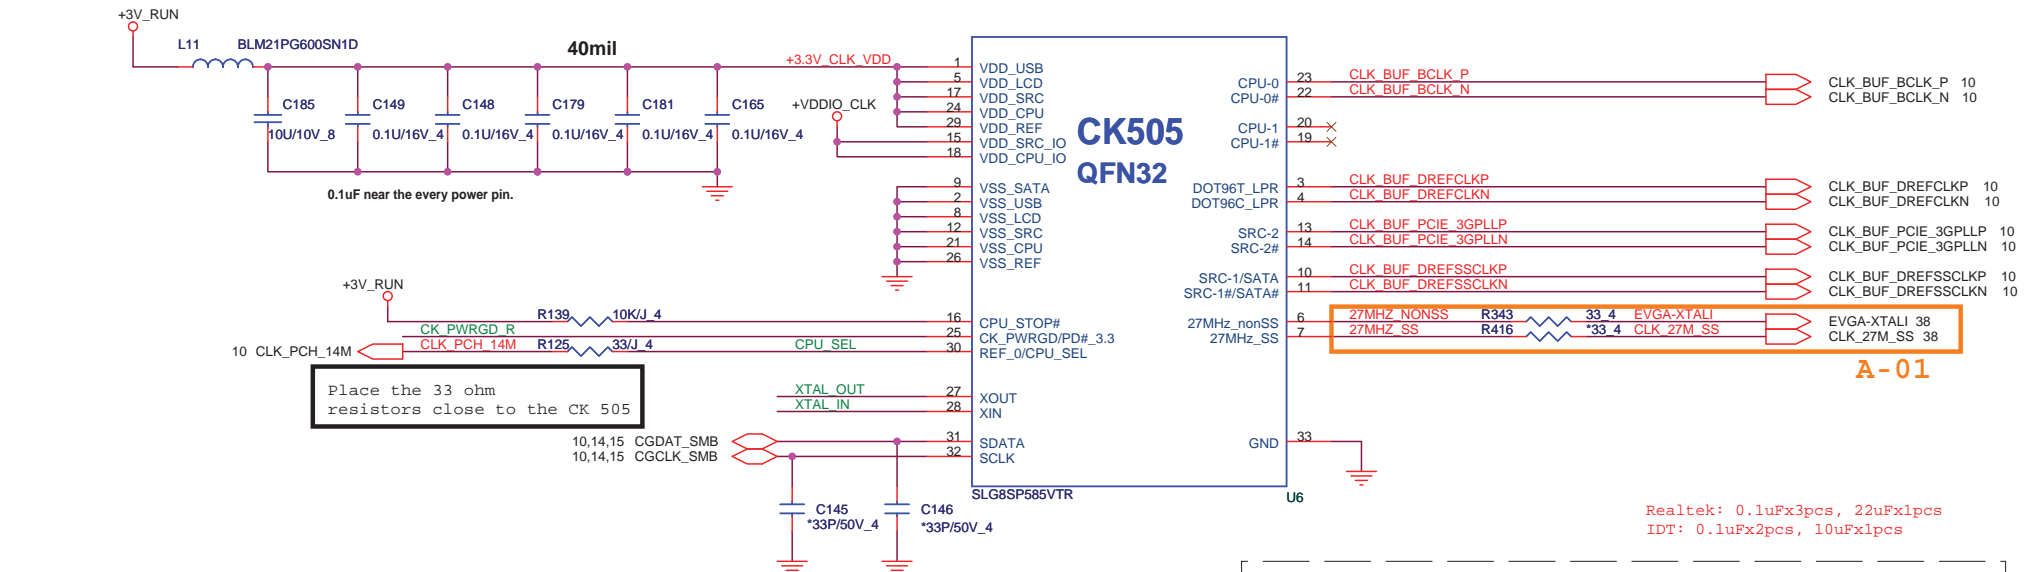 +3V_RUN
L11 BLM21PG600SN1D
40mil
+3.3V_CLK_VDD
C185 C149 C148 C179 C181 C165
10U/10V_8 0.1U/16V_4 0.1U/16V_4 0.1U/16V_4 0.1U/16V_4 0.1U/16V_4
+VDDIO_CLK
0.1uF near the every power pin.
1 VDD_USB
5 VDD_LCD
17 VDD_SRC
24 VDD_CPU
29 VDD_REF
15 VDD_SRC_IO
18 VDD_CPU_IO
9 VSS_SATA
2 VSS_USB
8 VSS_LCD
12 VSS_SRC
21 VSS_CPU
26 VSS_REF
CK505
QFN32
+3V_RUN
R139 10K/J_4 16 CPU_STOP#
CK_PWRGD_R 25 CK_PWRGD/PD#_3.3
10 CLK_PCH_14M CLK_PCH_14M R125 33/J_4 CPU_SEL 30 REF_0/CPU_SEL
Place the 33 ohm
resistors close to the CK 505
XTAL_OUT 27 XOUT
XTAL_IN 28 XIN
10,14,15 CGDAT_SMB 31 SDATA
10,14,15 CGCLK_SMB 32 SCLK
C145 C146
*33P/50V_4 *33P/50V_4
SLG8SP585VTR
U6
CPU-0 23 CLK_BUF_BCLK_P CLK_BUF_BCLK_P 10
CPU-0# 22 CLK_BUF_BCLK_N CLK_BUF_BCLK_N 10
CPU-1 20
CPU-1# 19
DOT96T_LPR 3 CLK_BUF_DREFCLKP CLK_BUF_DREFCLKP 10
DOT96C_LPR 4 CLK_BUF_DREFCLKN CLK_BUF_DREFCLKN 10
SRC-2 13 CLK_BUF_PCIE_3GPLLP CLK_BUF_PCIE_3GPLLP 10
SRC-2# 14 CLK_BUF_PCIE_3GPLLN CLK_BUF_PCIE_3GPLLN 10
SRC-1/SATA 10 CLK_BUF_DREFSSCLKP CLK_BUF_DREFSSCLKP 10
SRC-1#/SATA# 11 CLK_BUF_DREFSSCLKN CLK_BUF_DREFSSCLKN 10
27MHz_nonSS 6 27MHZ_NONSS R343 33_4 EVGA-XTALI EVGA-XTALI 38
27MHz_SS 7 27MHZ_SS R416 *33_4 CLK_27M_SS CLK_27M_SS 38
A-01
GND 33
Realtek: 0.1uFx3pcs, 22uFx1pcs
IDT: 0.1uFx2pcs, 10uFx1pcs